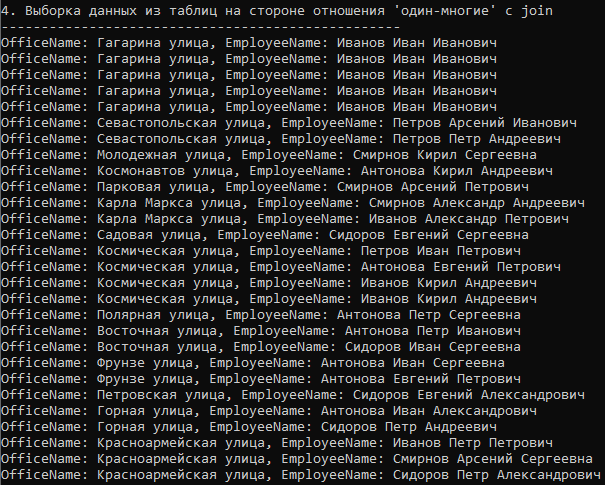 4. Выборка данных из таблиц на стороне отношения 'один-многие' с join
--------------------------------------------------
OfficeName: Гагарина улица, EmployeeName: Иванов Иван Иванович
OfficeName: Гагарина улица, EmployeeName: Иванов Иван Иванович
OfficeName: Гагарина улица, EmployeeName: Иванов Иван Иванович
OfficeName: Гагарина улица, EmployeeName: Иванов Иван Иванович
OfficeName: Гагарина улица, EmployeeName: Иванов Иван Иванович
OfficeName: Севастопольская улица, EmployeeName: Петров Арсений Иванович
OfficeName: Севастопольская улица, EmployeeName: Петров Петр Андреевич
OfficeName: Молодежная улица, EmployeeName: Смирнов Кирил Сергеевна
OfficeName: Космонавтов улица, EmployeeName: Антонова Кирил Андреевич
OfficeName: Парковая улица, EmployeeName: Смирнов Арсений Петрович
OfficeName: Карла Маркса улица, EmployeeName: Смирнов Александр Андреевич
OfficeName: Карла Маркса улица, EmployeeName: Иванов Александр Петрович
OfficeName: Садовая улица, EmployeeName: Сидоров Евгений Сергеевна
OfficeName: Космическая улица, EmployeeName: Петров Иван Петрович
OfficeName: Космическая улица, EmployeeName: Антонова Евгений Петрович
OfficeName: Космическая улица, EmployeeName: Иванов Кирил Андреевич
OfficeName: Космическая улица, EmployeeName: Иванов Кирил Андреевич
OfficeName: Полярная улица, EmployeeName: Антонова Петр Сергеевна
OfficeName: Восточная улица, EmployeeName: Антонова Петр Иванович
OfficeName: Восточная улица, EmployeeName: Сидоров Иван Сергеевна
OfficeName: Фрунзе улица, EmployeeName: Антонова Иван Сергеевна
OfficeName: Фрунзе улица, EmployeeName: Антонова Евгений Петрович
OfficeName: Петровская улица, EmployeeName: Сидоров Евгений Александрович
OfficeName: Горная улица, EmployeeName: Антонова Иван Александрович
OfficeName: Горная улица, EmployeeName: Сидоров Петр Андреевич
OfficeName: Красноармейская улица, EmployeeName: Иванов Петр Петрович
OfficeName: Красноармейская улица, EmployeeName: Смирнов Арсений Сергеевна
OfficeName: Красноармейская улица, EmployeeName: Сидоров Петр Александрович